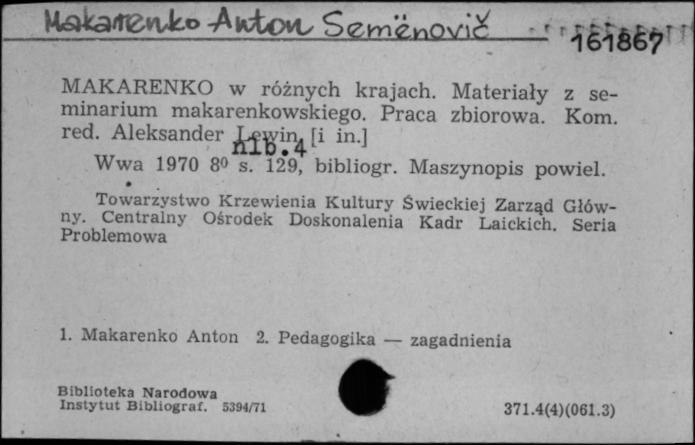 Makarenko Anton Semënovič
161867
MAKARENKO w różnych krajach. Materiały z se-
minarium makarenkowskiego. Praca zbiorowa. Kom.
red. Aleksander Lewin [i in.]
nlb. 4
Wwa 1970 8⁰ s. 129, bibliogr. Maszynopis powiel.
Towarzystwo Krzewienia Kultury Świeckiej Zarząd Głów-
ny. Centralny Ośrodek Doskonalenia Kadr Laickich. Seria
Problemowa
1. Makarenko Anton 2. Pedagogika — zagadnienia
Biblioteka Narodowa
Instytut Bibliograf. 5394/71
371.4(4)(061.3)